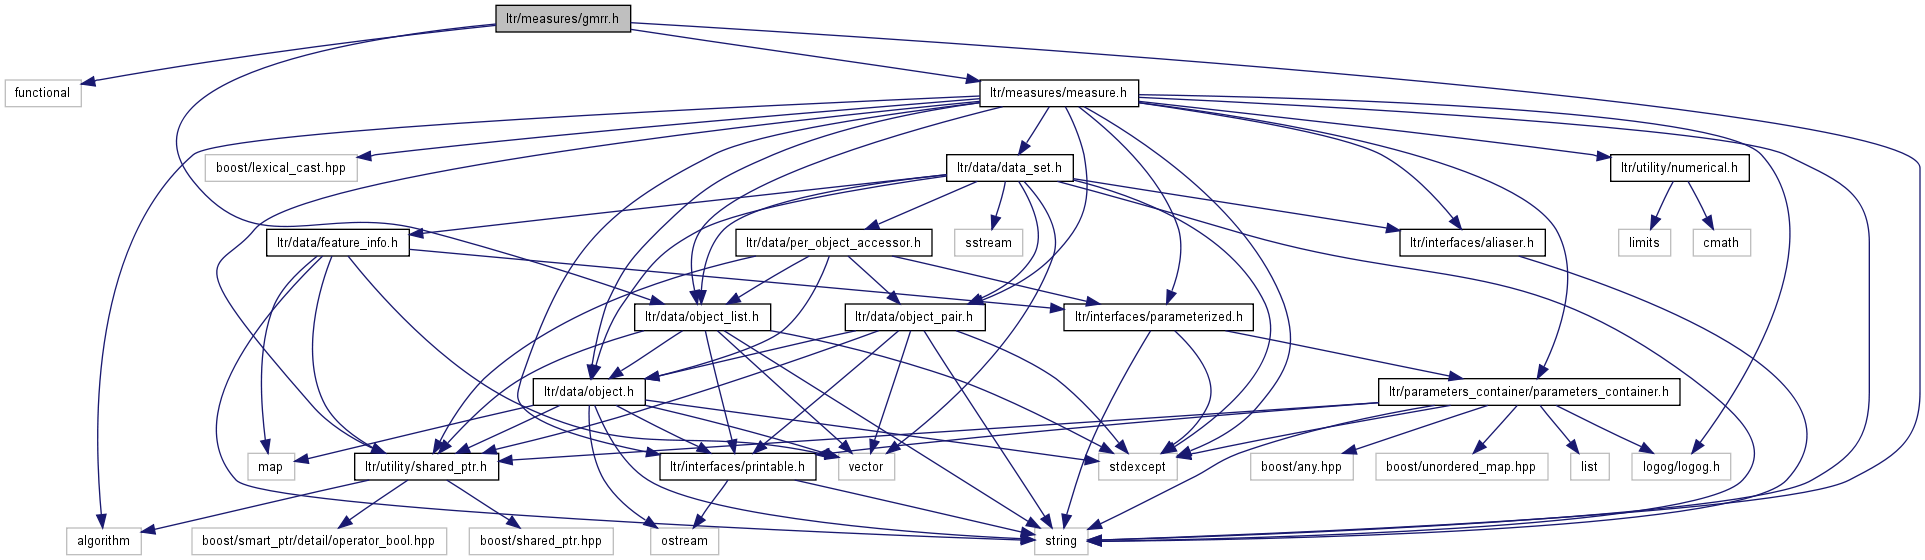 ltr/measures/gmrr.h
functional
ltr/measures/measure.h
boost/lexical_cast.hpp
ltr/data/data_set.h
ltr/utility/numerical.h
ltr/data/feature_info.h
ltr/data/per_object_accessor.h
sstream
ltr/interfaces/aliaser.h
limits
cmath
ltr/data/object_list.h
ltr/data/object_pair.h
ltr/interfaces/parameterized.h
ltr/data/object.h
ltr/parameters_container/parameters_container.h
map
ltr/utility/shared_ptr.h
ltr/interfaces/printable.h
vector
stdexcept
boost/any.hpp
boost/unordered_map.hpp
list
logog/logog.h
algorithm
boost/smart_ptr/detail/operator_bool.hpp
boost/shared_ptr.hpp
ostream
string